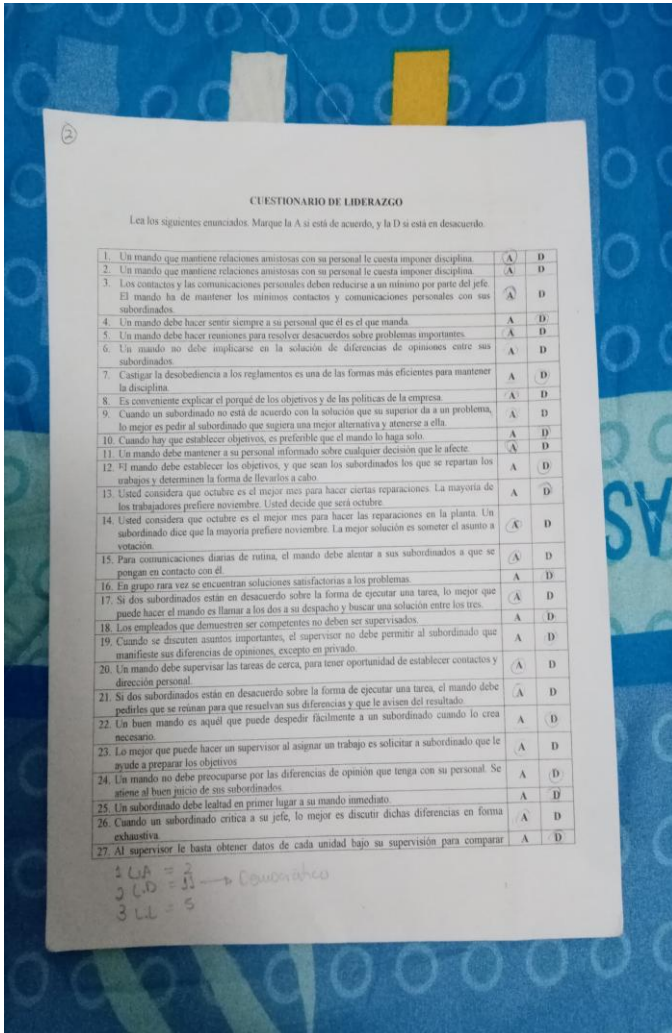 2
CUESTIONARIO DE LIDERAZGO
Lea los siguientes enunciados. Marque la A si está de acuerdo, y la D si está en desacuerdo.
1. Un mando que mantiene relaciones amistosas con su personal le cuesta imponer disciplina. A D
2. Un mando que mantiene relaciones amistosas con su personal le cuesta imponer disciplina. A D
3. Los contactos y las comunicaciones personales deben reducirse a un mínimo por parte del jefe.
El mando ha de mantener los mínimos contactos y comunicaciones personales con sus A D
subordinados.
4. Un mando debe hacer sentir siempre a su personal que él es el que manda. A D
5. Un mando debe hacer reuniones para resolver desacuerdos sobre problemas importantes. A D
6. Un mando no debe implicarse en la solución de diferencias de opiniones entre sus A D
subordinados.
7. Castigar la desobediencia a los reglamentos es una de las formas más eficientes para mantener A D
la disciplina.
8. Es conveniente explicar el porqué de los objetivos y de las políticas de la empresa. A D
9. Cuando un subordinado no está de acuerdo con la solución que su superior da a un problema, A D
lo mejor es pedir al subordinado que sugiera una mejor alternativa y atenerse a ella.
10. Cuando hay que establecer objetivos, es preferible que el mando lo haga solo. A D
11. Un mando debe mantener a su personal informado sobre cualquier decisión que le afecte. A D
12. El mando debe establecer los objetivos, y que sean los subordinados los que se repartan los A D
trabajos y determinen la forma de llevarlos a cabo.
13. Usted considera que octubre es el mejor mes para hacer ciertas reparaciones. La mayoría de A D
los trabajadores prefiere noviembre. Usted decide que será octubre.
14. Usted considera que octubre es el mejor mes para hacer las reparaciones en la planta. Un
subordinado dice que la mayoría prefiere noviembre. La mejor solución es someter el asunto a A D
votación.
15. Para comunicaciones diarias de rutina, el mando debe alentar a sus subordinados a que se A D
pongan en contacto con él.
16. En grupo rara vez se encuentran soluciones satisfactorias a los problemas. A D
17. Si dos subordinados están en desacuerdo sobre la forma de ejecutar una tarea, lo mejor que A D
puede hacer el mando es llamar a los dos a su despacho y buscar una solución entre los tres.
18. Los empleados que demuestren ser competentes no deben ser supervisados. A D
19. Cuando se discuten asuntos importantes, el supervisor no debe permitir al subordinado que A D
manifieste sus diferencias de opiniones, excepto en privado.
20. Un mando debe supervisar las tareas de cerca, para tener oportunidad de establecer contactos y A D
dirección personal.
21. Si dos subordinados están en desacuerdo sobre la forma de ejecutar una tarea, el mando debe A D
pedirles que se reúnan para que resuelvan sus diferencias y que le avisen del resultado.
22. Un buen mando es aquél que puede despedir fácilmente a un subordinado cuando lo crea A D
necesario.
23. Lo mejor que puede hacer un supervisor al asignar un trabajo es solicitar a subordinado que le A D
ayude a preparar los objetivos
24. Un mando no debe preocuparse por las diferencias de opinión que tenga con su personal. Se A D
atiene al buen juicio de sus subordinados.
25. Un subordinado debe lealtad en primer lugar a su mando inmediato. A D
26. Cuando un subordinado critica a su jefe, lo mejor es discutir dichas diferencias en forma A D
exhaustiva.
27. Al supervisor le basta obtener datos de cada unidad bajo su supervisión para comparar A D
1 L.A = 2
2 L.D = 11 → Democrático
3 L.L = 5